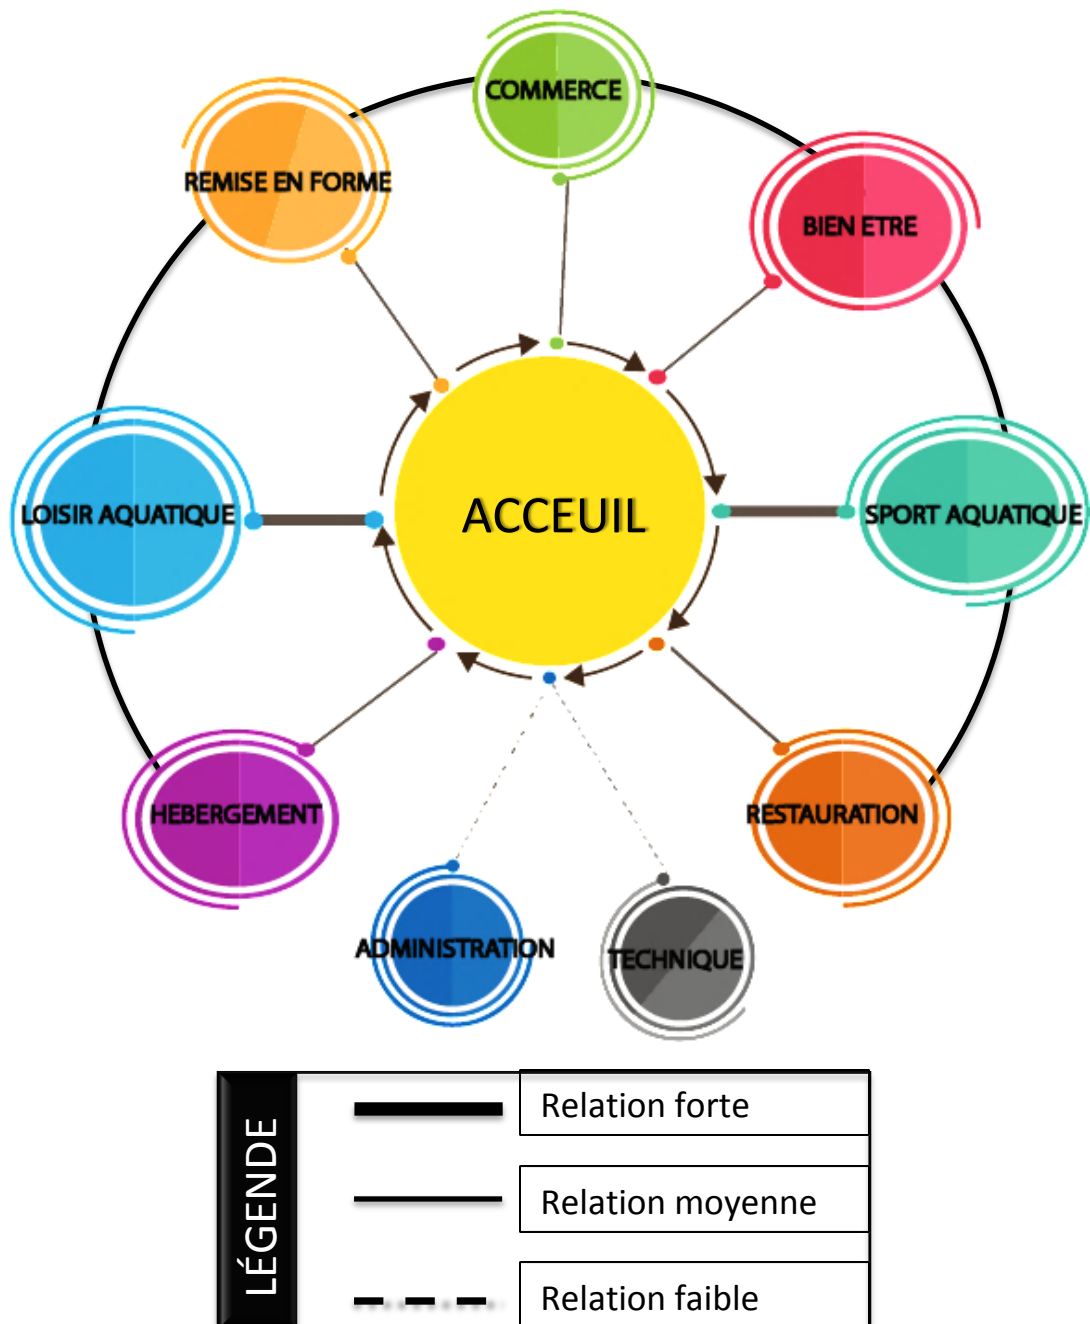 COMMERCE
REMISE EN FORME
BIEN ETRE
LOISIR AQUATIQUE
ACCEUIL
SPORT AQUATIQUE
HEBERGEMENT
RESTAURATION
ADMINISTRATION
TECHNIQUE
LÉGENDE
Relation forte
Relation moyenne
Relation faible